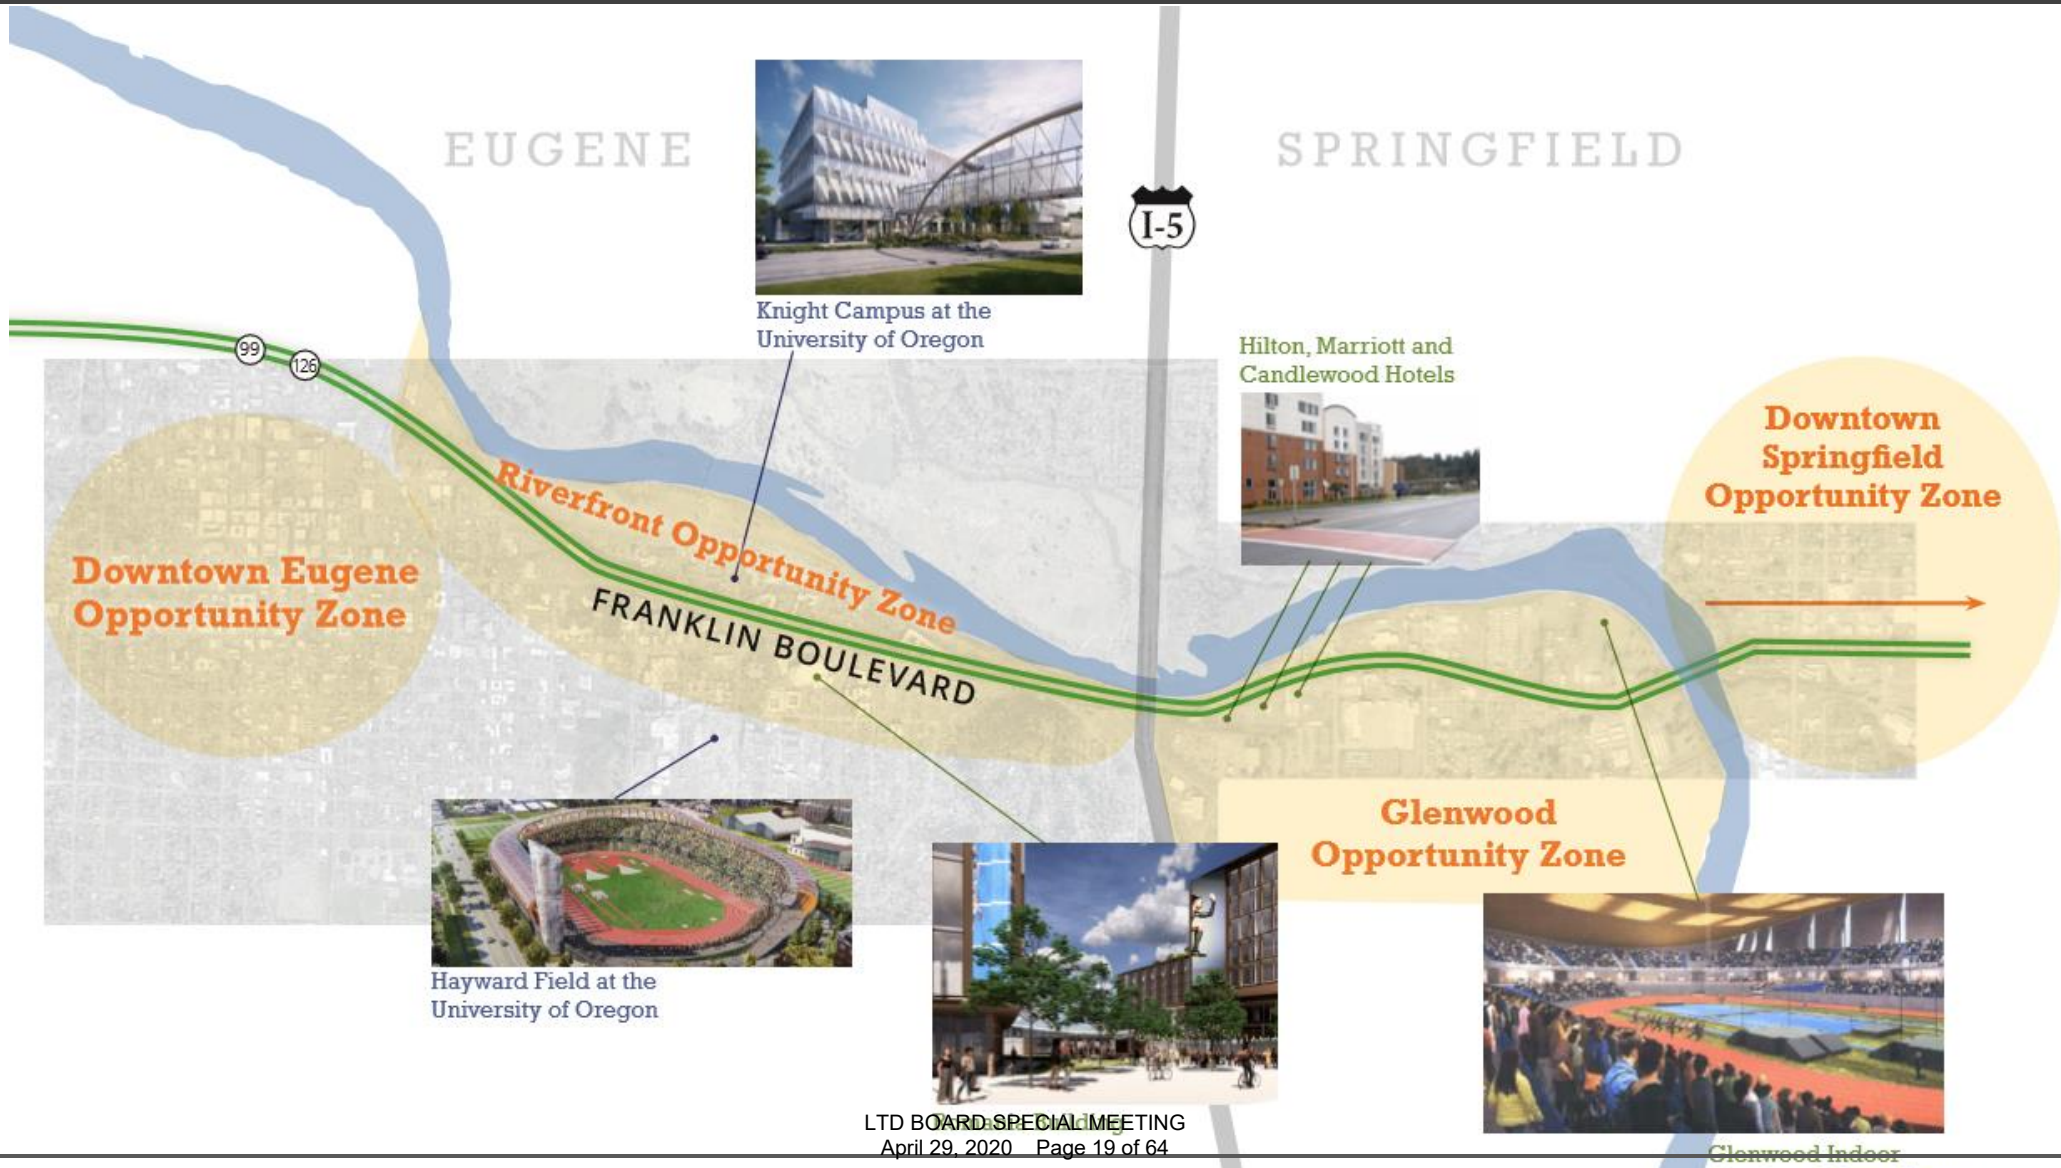 EUGENE
SPRINGFIELD
I-5
Knight Campus at the
University of Oregon
99
126
Hilton, Marriott and
Candlewood Hotels
Downtown
Springfield
Opportunity Zone
Riverfront Opportunity Zone
FRANKLIN BOULEVARD
Downtown Eugene
Opportunity Zone
Glenwood
Opportunity Zone
Hayward Field at the
University of Oregon
Romania Building
LTD BOARD SPECIAL MEETING
April 29, 2020 Page 19 of 64
Glenwood Indoor